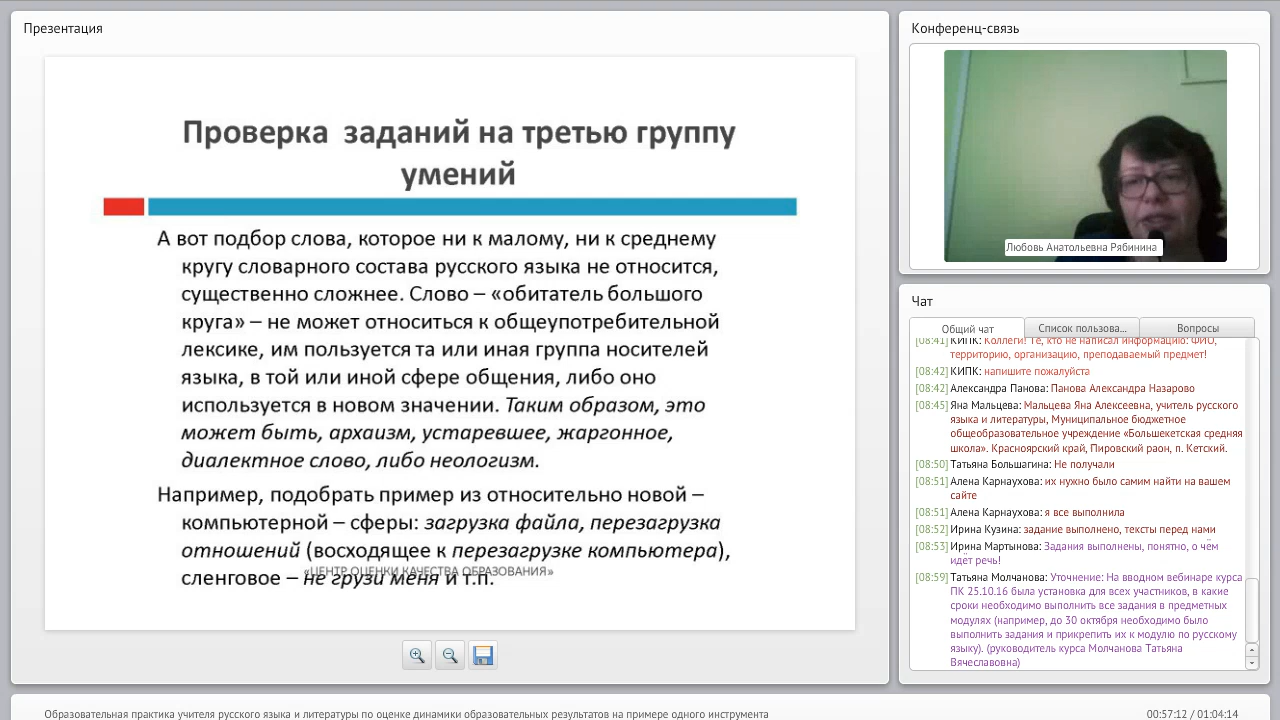 Презентация
Проверка заданий на третью группу
умений
А вот подбор слова, которое ни к малому, ни к среднему
кругу словарного состава русского языка не относится,
существенно сложнее. Слово – «обитатель большого
круга» – не может относиться к общеупотребительной
лексике, им пользуется та или иная группа носителей
языка, в той или иной сфере общения, либо оно
используется в новом значении. Таким образом, это
может быть, архаизм, устаревшее, жаргонное,
диалектное слово, либо неологизм.
Например, подобрать пример из относительно новой –
компьютерной – сферы: загрузка файла, перезагрузка
отношений (восходящее к перезагрузке компьютера),
«ЦЕНТР ОЦЕНКИ КАЧЕСТВА ОБРАЗОВАНИЯ»
сленговое – не грузи меня и т.п.
Конференц-связь
Любовь Анатольевна Рябинина
Чат
Общий чат
Список пользова...
Вопросы
[08:41] КИПК: Коллеги! Те, кто не написал информацию: ФИО,
территорию, организацию, преподаваемый предмет!
[08:42] КИПК: напишите пожалуйста
[08:42] Александра Панова: Панова Александра Назарово
[08:45] Яна Мальцева: Мальцева Яна Алексеевна, учитель русского
языка и литературы, Муниципальное бюджетное
общеобразовательное учреждение «Большекетская средняя
школа». Красноярский край, Пировский раон, п. Кетский.
[08:50] Татьяна Большагина: Не получали
[08:51] Алена Карнаухова: их нужно было самим найти на вашем
сайте
[08:51] Алена Карнаухова: я все выполнила
[08:52] Ирина Кузина: задание выполнено, тексты перед нами
[08:53] Ирина Мартынова: Задания выполнены, понятно, о чём
идёт речь!
[08:59] Татьяна Молчанова: Уточнение: На вводном вебинаре курса
ПК 25.10.16 была установка для всех участников, в какие
сроки необходимо выполнить все задания в предметных
модулях (например, до 30 октября необходимо было
выполнить задания и прикрепить их к модулю по русскому
языку). (руководитель курса Молчанова Татьяна
Вячеславовна)
Образовательная практика учителя русского языка и литературы по оценке динамики образовательных результатов на примере одного инструмента
00:57:12 / 01:04:14